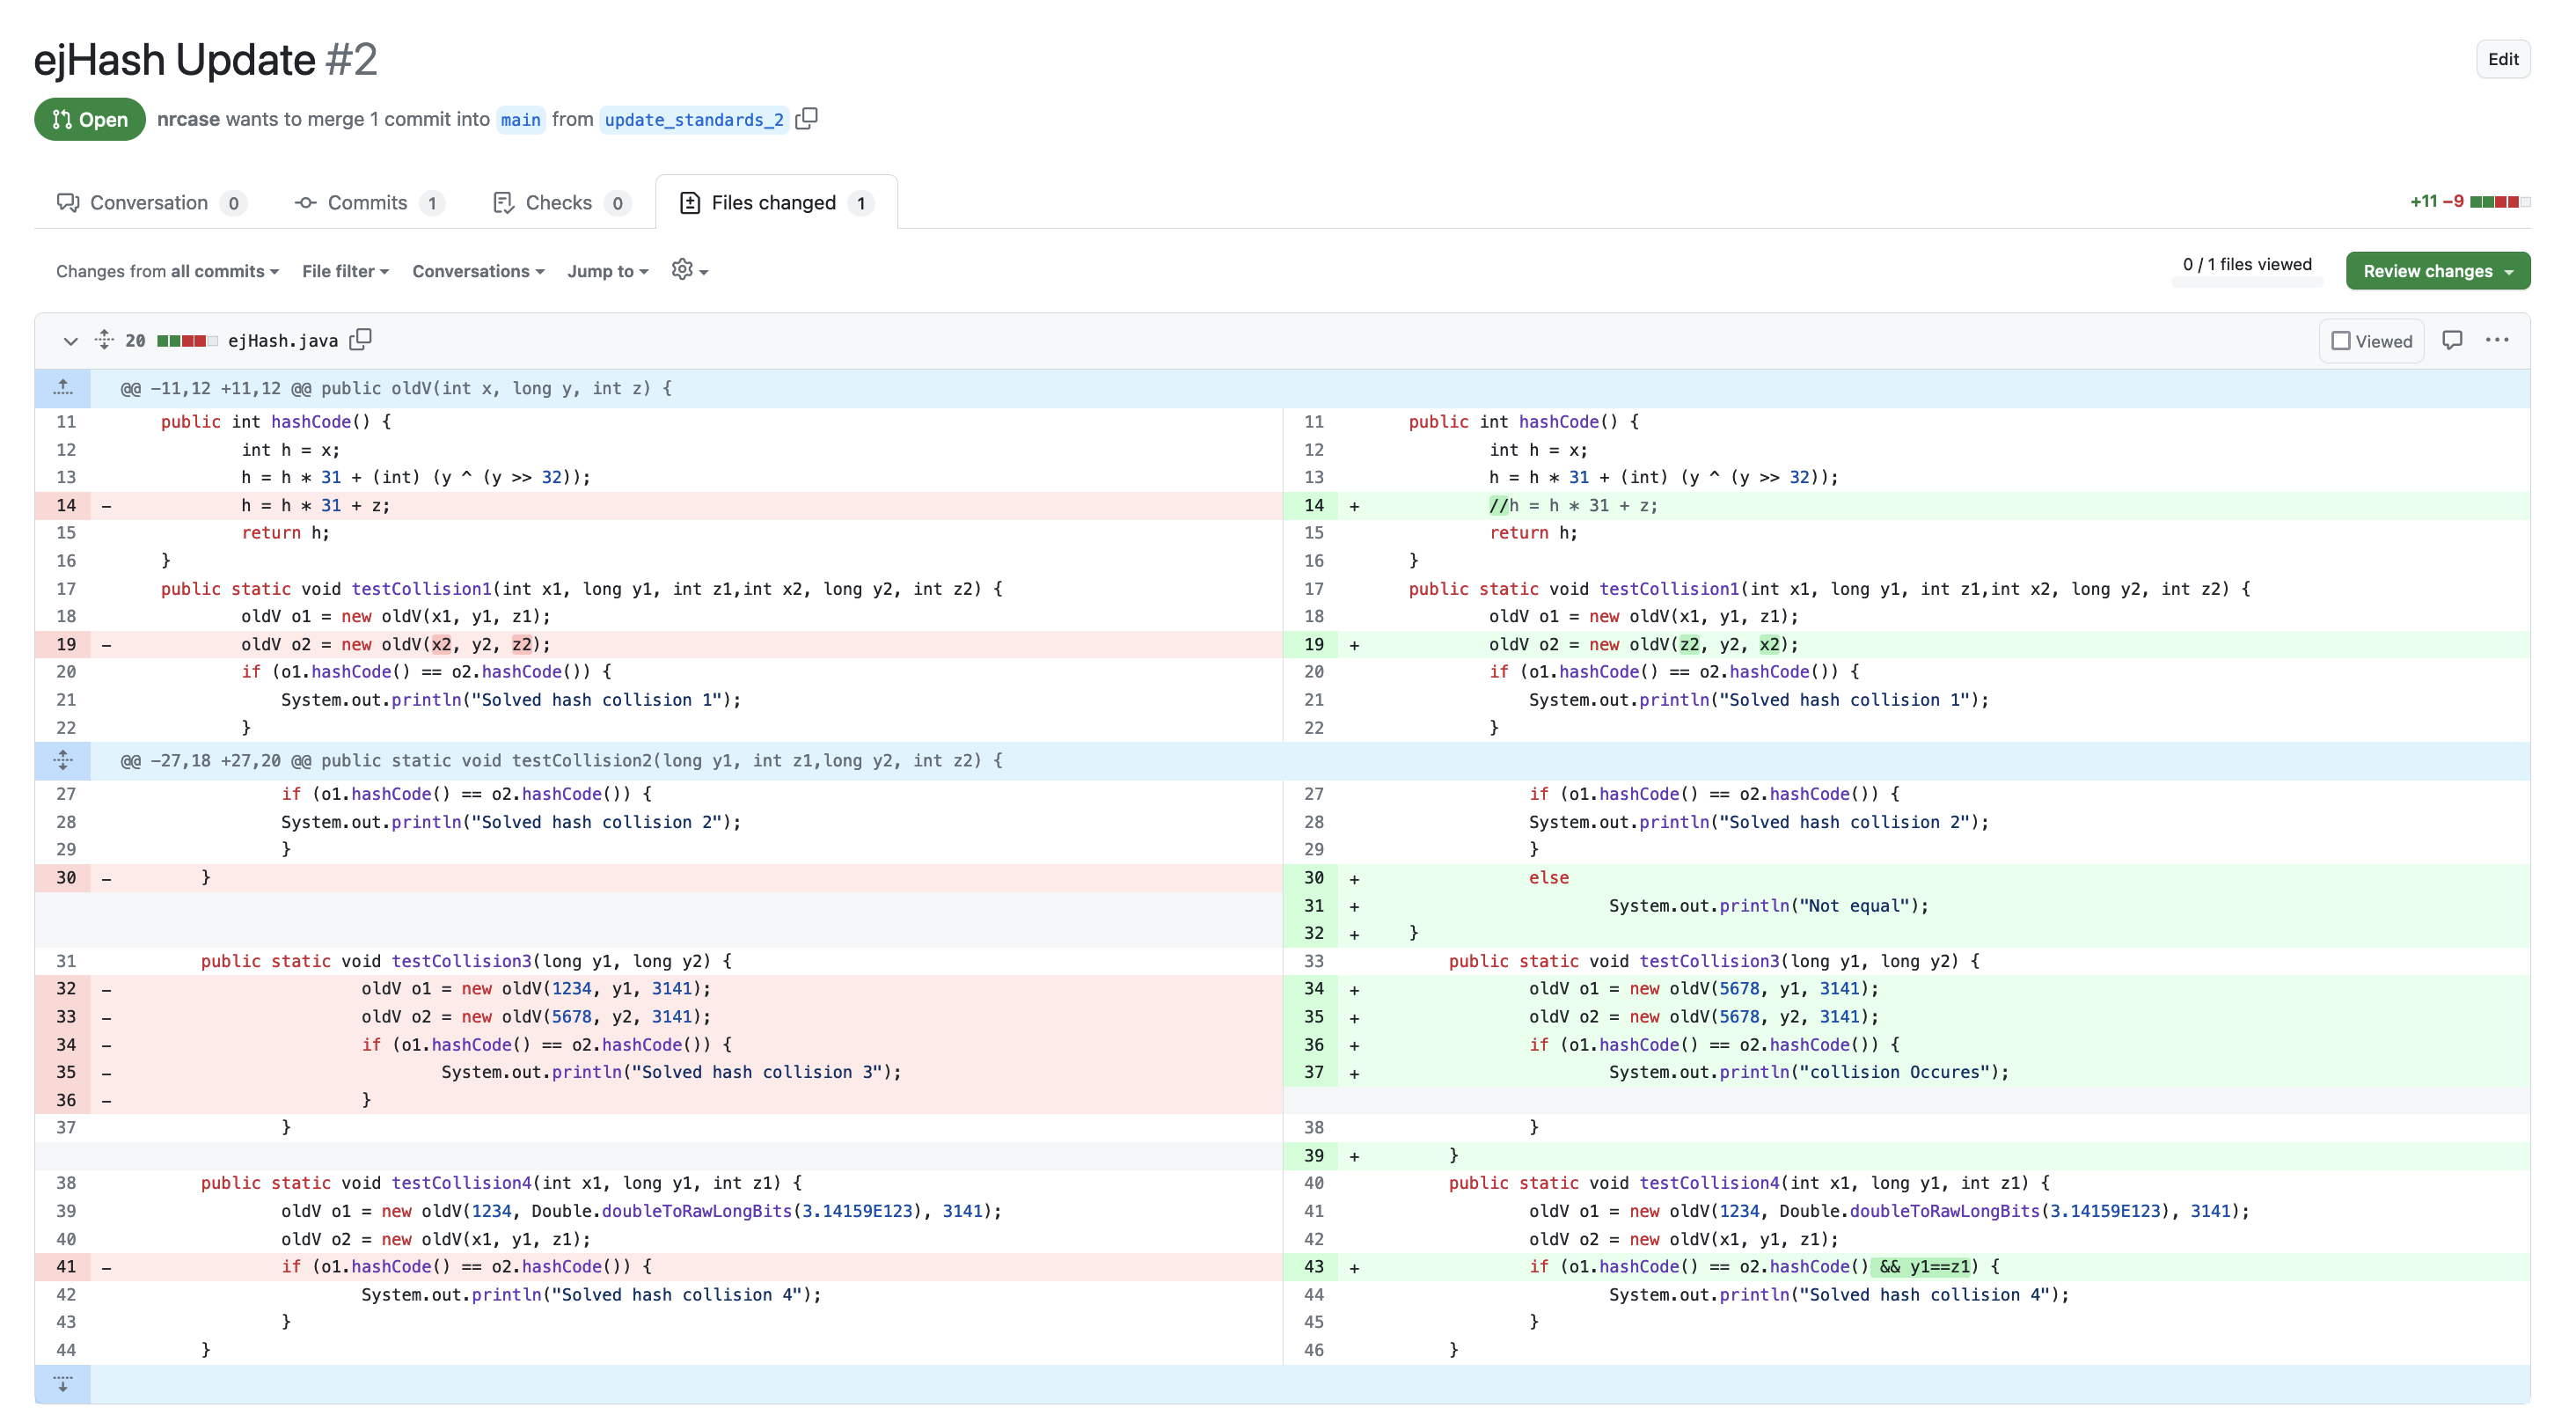 ejHash Update #2
Edit
Open nrcase wants to merge 1 commit into main from update_standards_2
Conversation 0 Commits 1 Checks 0 Files changed 1 +11 −9
Changes from all commits File filter Conversations Jump to 0 / 1 files viewed Review changes
20 ejHash.java Viewed
@@ -11,12 +11,12 @@ public oldV(int x, long y, int z) {
11 public int hashCode() { 11 public int hashCode() {
12 int h = x; 12 int h = x;
13 h = h * 31 + (int) (y ^ (y >> 32)); 13 h = h * 31 + (int) (y ^ (y >> 32));
14 - h = h * 31 + z; 14 + //h = h * 31 + z;
15 return h; 15 return h;
16 } 16 }
17 public static void testCollision1(int x1, long y1, int z1,int x2, long y2, int z2) { 17 public static void testCollision1(int x1, long y1, int z1,int x2, long y2, int z2) {
18 oldV o1 = new oldV(x1, y1, z1); 18 oldV o1 = new oldV(x1, y1, z1);
19 - oldV o2 = new oldV(x2, y2, z2); 19 + oldV o2 = new oldV(z2, y2, x2);
20 if (o1.hashCode() == o2.hashCode()) { 20 if (o1.hashCode() == o2.hashCode()) {
21 System.out.println("Solved hash collision 1"); 21 System.out.println("Solved hash collision 1");
22 } 22 }
@@ -27,18 +27,20 @@ public static void testCollision2(long y1, int z1,long y2, int z2) {
27 if (o1.hashCode() == o2.hashCode()) { 27 if (o1.hashCode() == o2.hashCode()) {
28 System.out.println("Solved hash collision 2"); 28 System.out.println("Solved hash collision 2");
29 } 29 }
30 - } 30 + else
31 + System.out.println("Not equal");
32 + }
31 public static void testCollision3(long y1, long y2) { 33 public static void testCollision3(long y1, long y2) {
32 - oldV o1 = new oldV(1234, y1, 3141); 34 + oldV o1 = new oldV(5678, y1, 3141);
33 - oldV o2 = new oldV(5678, y2, 3141); 35 + oldV o2 = new oldV(5678, y2, 3141);
34 - if (o1.hashCode() == o2.hashCode()) { 36 + if (o1.hashCode() == o2.hashCode()) {
35 - System.out.println("Solved hash collision 3"); 37 + System.out.println("collision Occures");
36 - }
37 } 38 }
39 + }
38 public static void testCollision4(int x1, long y1, int z1) { 40 public static void testCollision4(int x1, long y1, int z1) {
39 oldV o1 = new oldV(1234, Double.doubleToRawLongBits(3.14159E123), 3141); 41 oldV o1 = new oldV(1234, Double.doubleToRawLongBits(3.14159E123), 3141);
40 oldV o2 = new oldV(x1, y1, z1); 42 oldV o2 = new oldV(x1, y1, z1);
41 - if (o1.hashCode() == o2.hashCode()) { 43 + if (o1.hashCode() == o2.hashCode() && y1==z1) {
42 System.out.println("Solved hash collision 4"); 44 System.out.println("Solved hash collision 4");
43 } 45 }
44 } 46 }